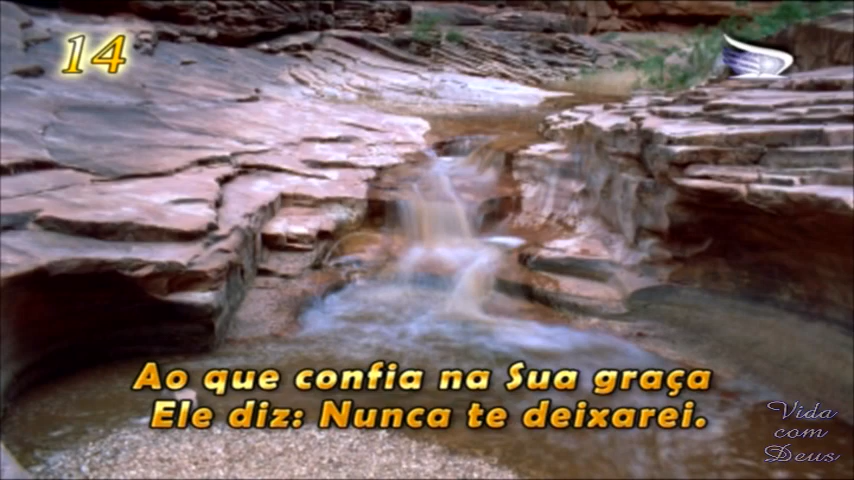 14
Ao que confia na Sua graça
Ele diz: Nunca te deixarei.
Vida
com
Deus